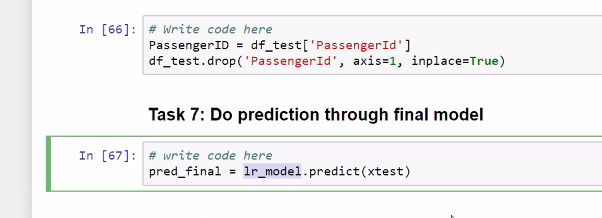 In [66]: # Write code here
PassengerID = df_test['PassengerId']
df_test.drop('PassengerId', axis=1, inplace=True)
Task 7: Do prediction through final model
In [67]: # write code here
pred_final = lr_model.predict(xtest)